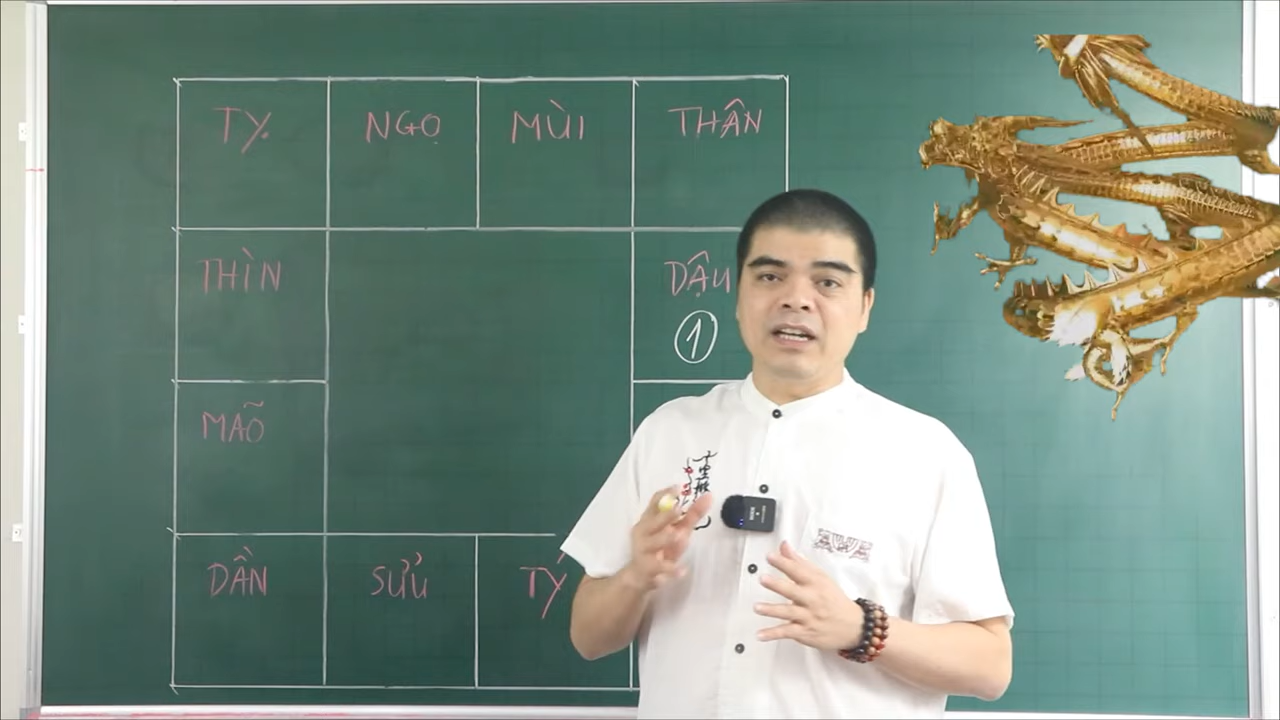 TỴ NGỌ MÙI THÂN
THÌN DẬU
①
MÃO
DẦN SỬU TÝ